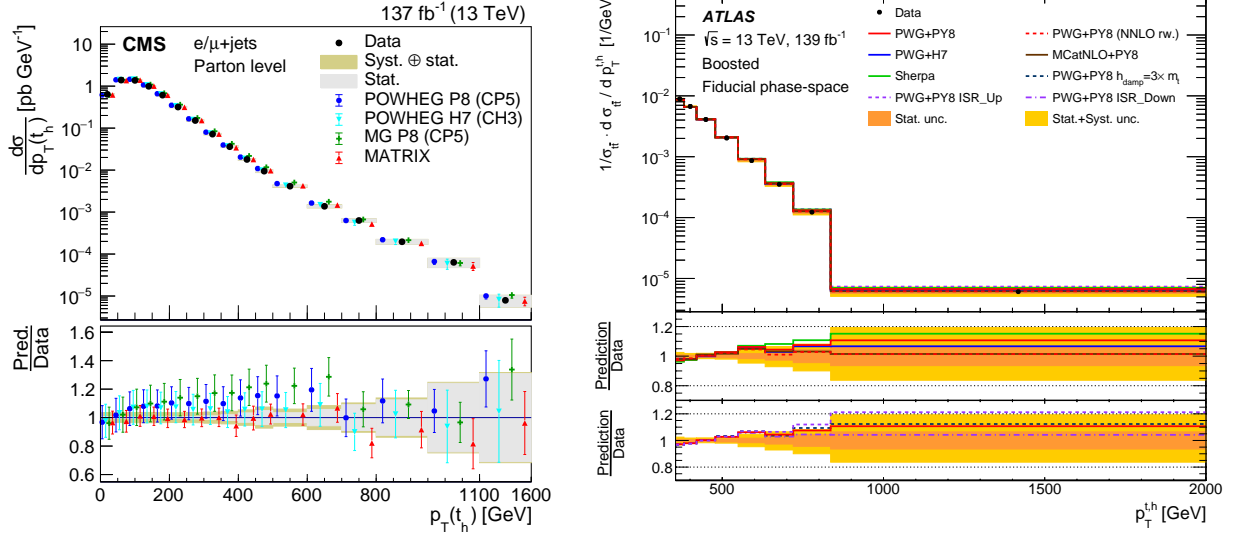 137 fb⁻¹ (13 TeV)
CMS
e/μ+jets
Parton level
Data
Syst. ⊕ stat.
Stat.
POWHEG P8 (CP5)
POWHEG H7 (CH3)
MG P8 (CP5)
MATRIX
dσ/dp_T(t_h) [pb GeV⁻¹]
1
10⁻¹
10⁻²
10⁻³
10⁻⁴
10⁻⁵
Pred./Data
1.6
1.4
1.2
1.0
0.8
0.6
0 200 400 600 800 1100 1600
p_T(t_h) [GeV]
ATLAS
√s = 13 TeV, 139 fb⁻¹
Boosted
Fiducial phase-space
Data
PWG+PY8
PWG+PY8 (NNLO rw.)
PWG+H7
MCatNLO+PY8
Sherpa
PWG+PY8 h_damp=3× m_t
PWG+PY8 ISR_Up
PWG+PY8 ISR_Down
Stat. unc.
Stat.+Syst. unc.
1/σ_tt̄ · d σ_tt̄ / d p_T^{t,h} [1/GeV]
10⁻¹
10⁻²
10⁻³
10⁻⁴
10⁻⁵
Prediction/Data
1.2
1
0.8
Prediction/Data
1.2
1
0.8
500 1000 1500 2000
p_T^{t,h} [GeV]